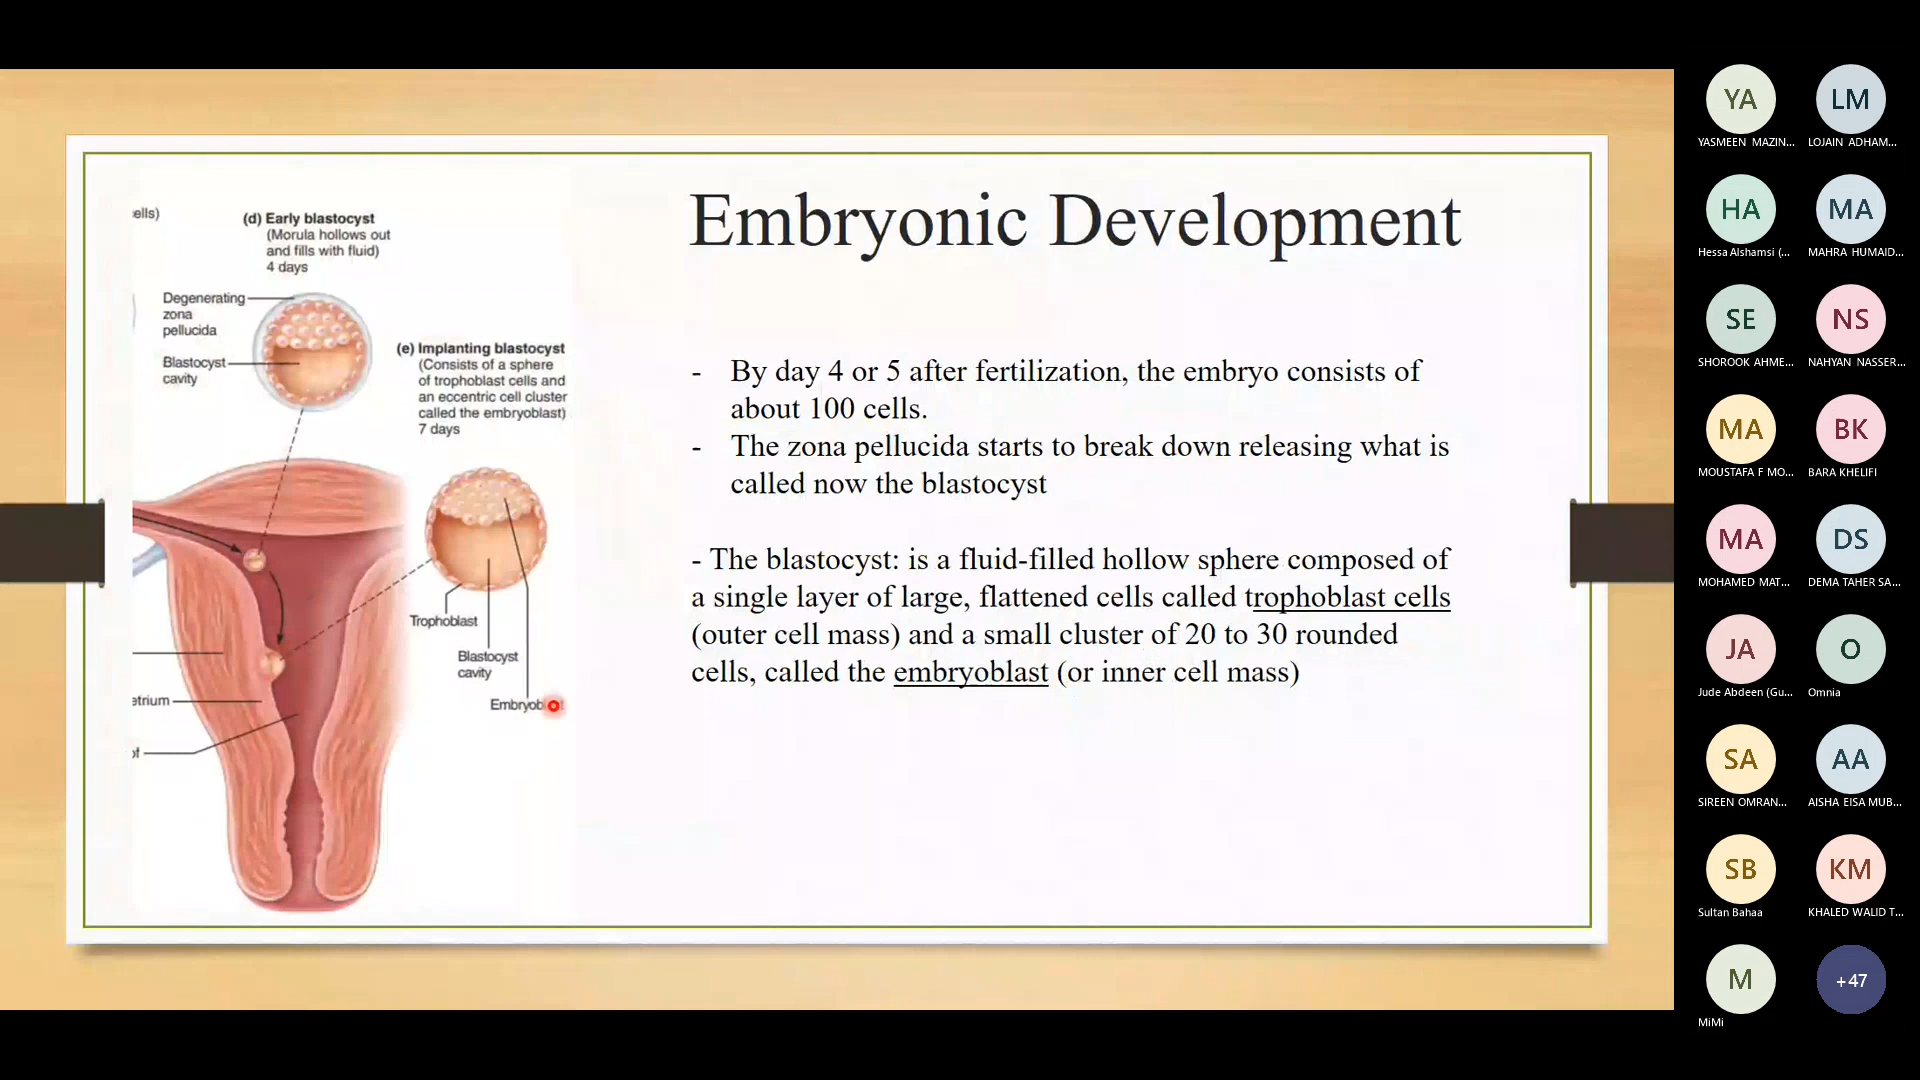 ells)
(d) Early blastocyst
(Morula hollows out
and fills with fluid)
4 days
Degenerating
zona
pellucida
Blastocyst
cavity
(e) Implanting blastocyst
(Consists of a sphere
of trophoblast cells and
an eccentric cell cluster
called the embryoblast)
7 days
Trophoblast
Blastocyst
cavity
Embryob
etrium
of
Embryonic Development
- By day 4 or 5 after fertilization, the embryo consists of
about 100 cells.
- The zona pellucida starts to break down releasing what is
called now the blastocyst
- The blastocyst: is a fluid-filled hollow sphere composed of
a single layer of large, flattened cells called trophoblast cells
(outer cell mass) and a small cluster of 20 to 30 rounded
cells, called the embryoblast (or inner cell mass)
YA LM
YASMEEN MAZIN... LOJAIN ADHAM...
HA MA
Hessa Alshamsi (... MAHRA HUMAID...
SE NS
SHOROOK AHME... NAHYAN NASSER...
MA BK
MOUSTAFA F MO... BARA KHELIFI
MA DS
MOHAMED MAT... DEMA TAHER SA...
JA O
Jude Abdeen (Gu... Omnia
SA AA
SIREEN OMRAN... AISHA EISA MUB...
SB KM
Sultan Bahaa KHALED WALID T...
M +47
MiMi